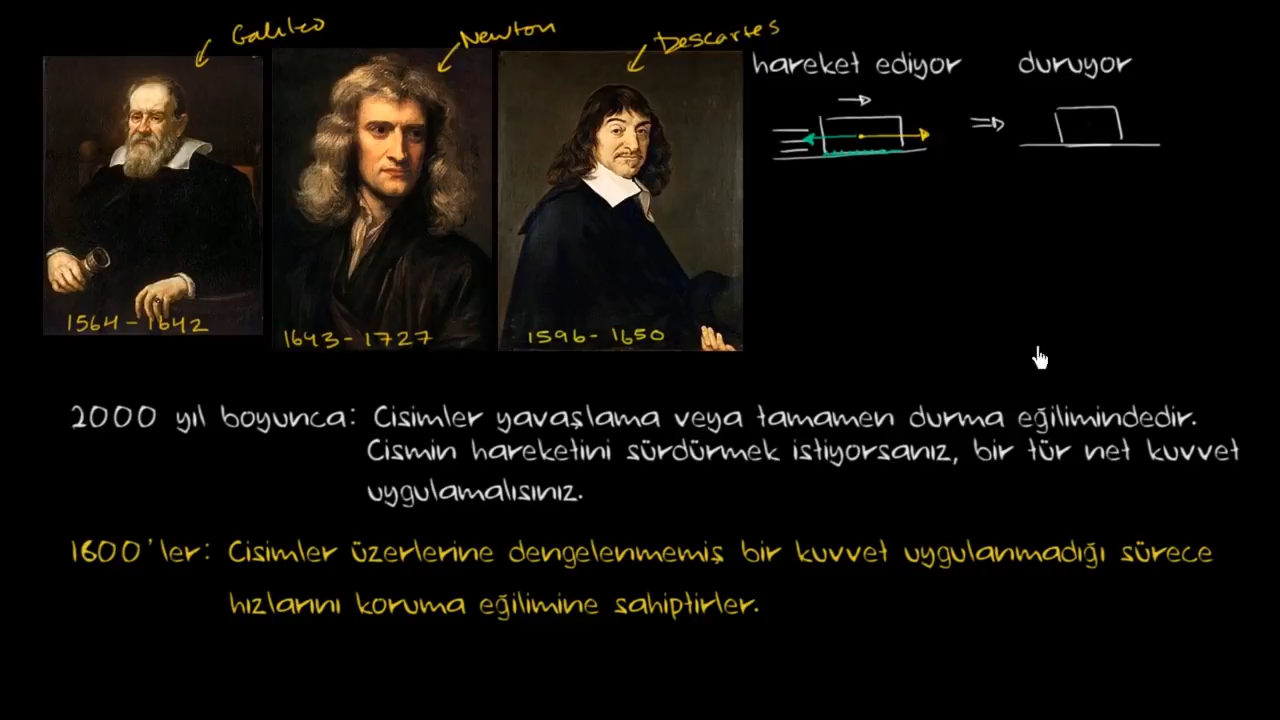 Galileo
Newton
Descartes
hareket ediyor
duruyor
1564 - 1642
1643 - 1727
1596 - 1650
2000 yıl boyunca: Cisimler yavaşlama veya tamamen durma eğilimindedir.
Cismin hareketini sürdürmek istiyorsanız, bir tür net kuvvet
uygulamalısınız.
1600'ler: Cisimler üzerlerine dengelenmemiş bir kuvvet uygulanmadığı sürece
hızlarını koruma eğilimine sahiptirler.